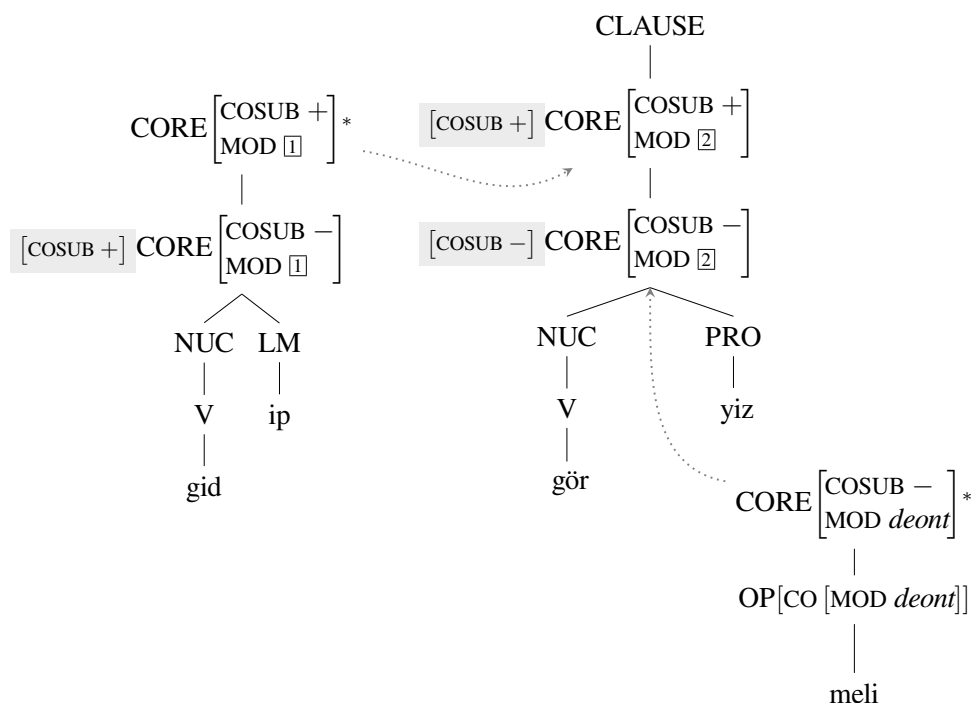 CLAUSE
CORE [COSUB + MOD 1]*
[COSUB +] CORE [COSUB + MOD 2]
[COSUB +] CORE [COSUB − MOD 1]
[COSUB −] CORE [COSUB − MOD 2]
NUC LM
NUC PRO
V ip
V yiz
gid
gör
CORE [COSUB − MOD deont]*
OP[CO [MOD deont]]
meli